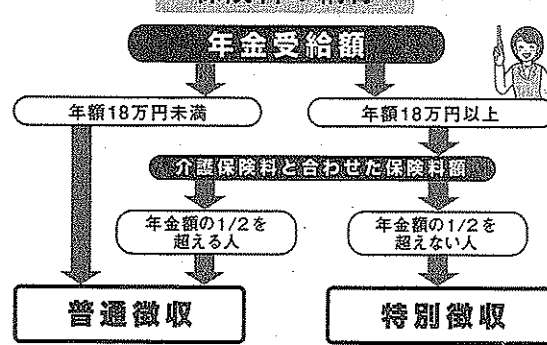 年金受給額
年額18万円未満
年額18万円以上
介護保険料と合わせた保険料額
年金額の1/2を
超える人
年金額の1/2を
超えない人
普通徴収
特別徴収